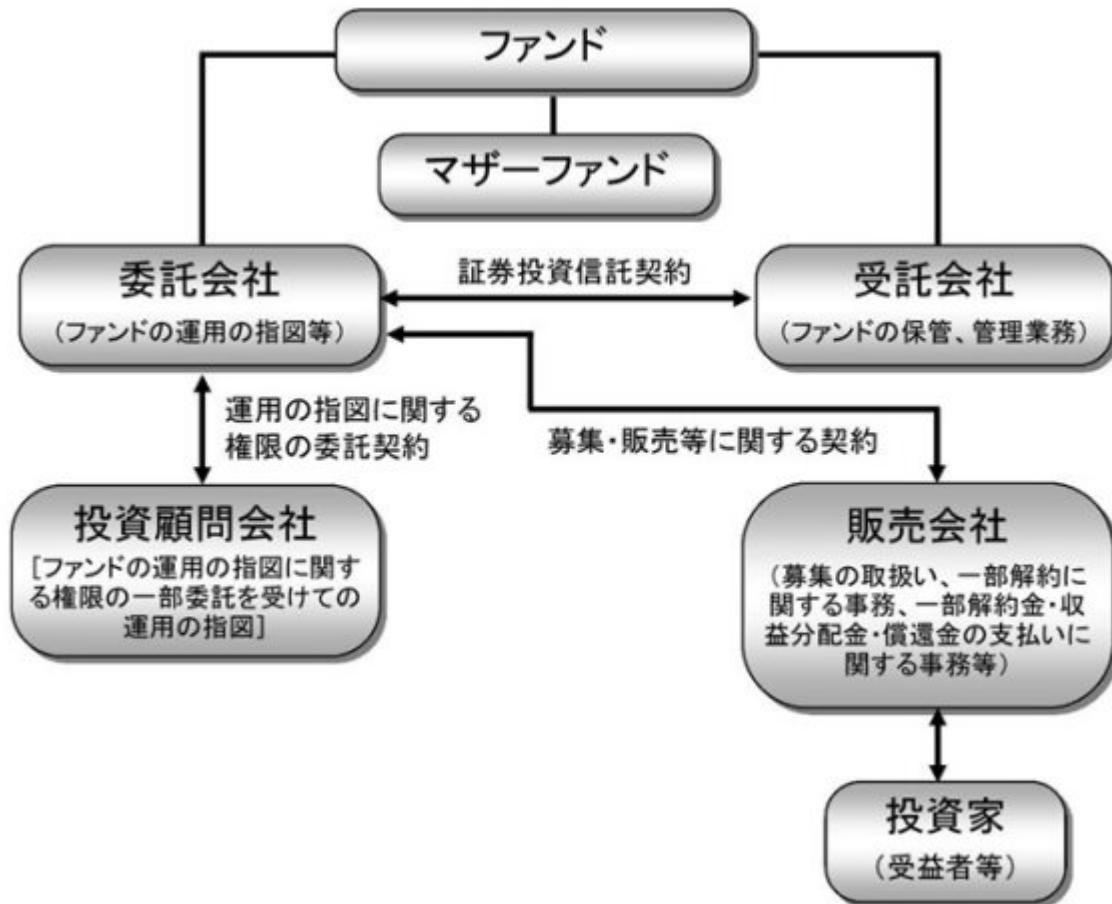 ファンド
マザーファンド
委託会社
(ファンドの運用の指図等)
証券投資信託契約
受託会社
(ファンドの保管、管理業務)
運用の指図に関する
権限の委託契約
募集・販売等に関する契約
投資顧問会社
[ファンドの運用の指図に関す
る権限の一部委託を受けての
運用の指図]
販売会社
(募集の取扱い、一部解約に
関する事務、一部解約金・収
益分配金・償還金の支払いに
関する事務等)
投資家
(受益者等)